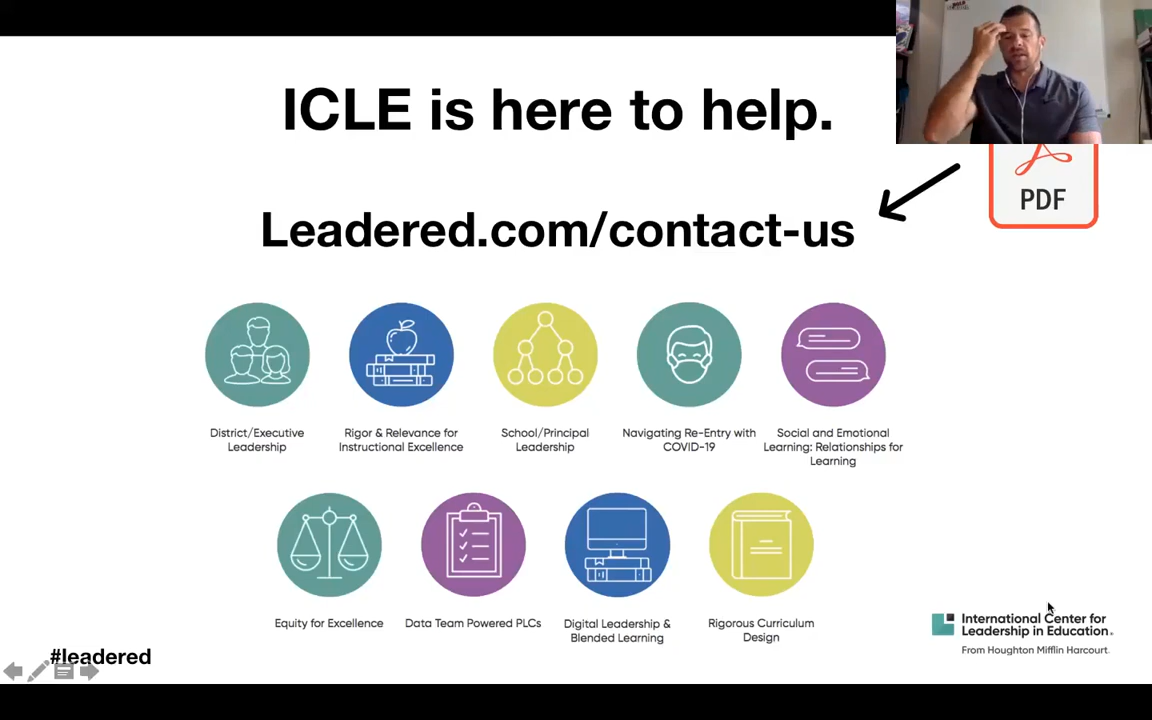 ICLE is here to help.
Leadered.com/contact-us
PDF
District/Executive
Leadership
Rigor & Relevance for
Instructional Excellence
School/Principal
Leadership
Navigating Re-Entry with
COVID-19
Social and Emotional
Learning: Relationships for
Learning
Equity for Excellence
Data Team Powered PLCs
Digital Leadership &
Blended Learning
Rigorous Curriculum
Design
#leadered
International Center for
Leadership in Education.
From Houghton Mifflin Harcourt.